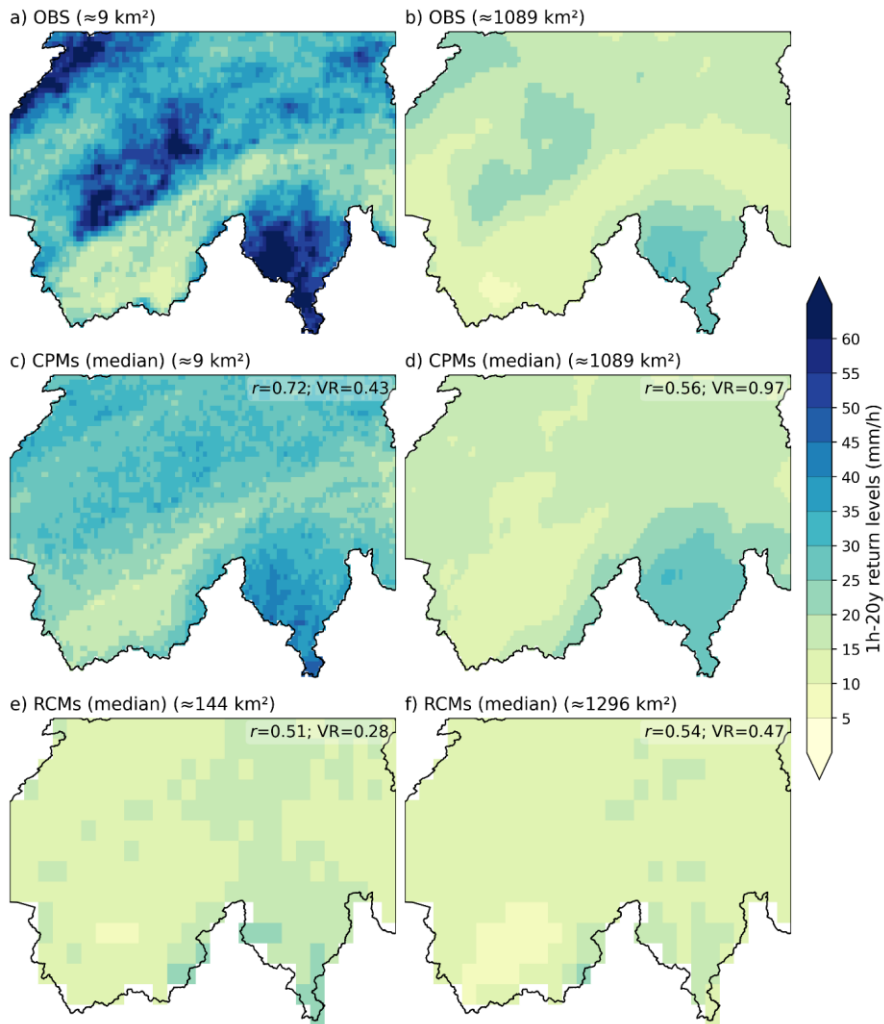 a) OBS (≈9 km²)
b) OBS (≈1089 km²)
c) CPMs (median) (≈9 km²)
r=0.72; VR=0.43
d) CPMs (median) (≈1089 km²)
r=0.56; VR=0.97
e) RCMs (median) (≈144 km²)
r=0.51; VR=0.28
f) RCMs (median) (≈1296 km²)
r=0.54; VR=0.47
60
55
50
45
40
35
30
25
20
15
10
5
1h-20y return levels (mm/h)